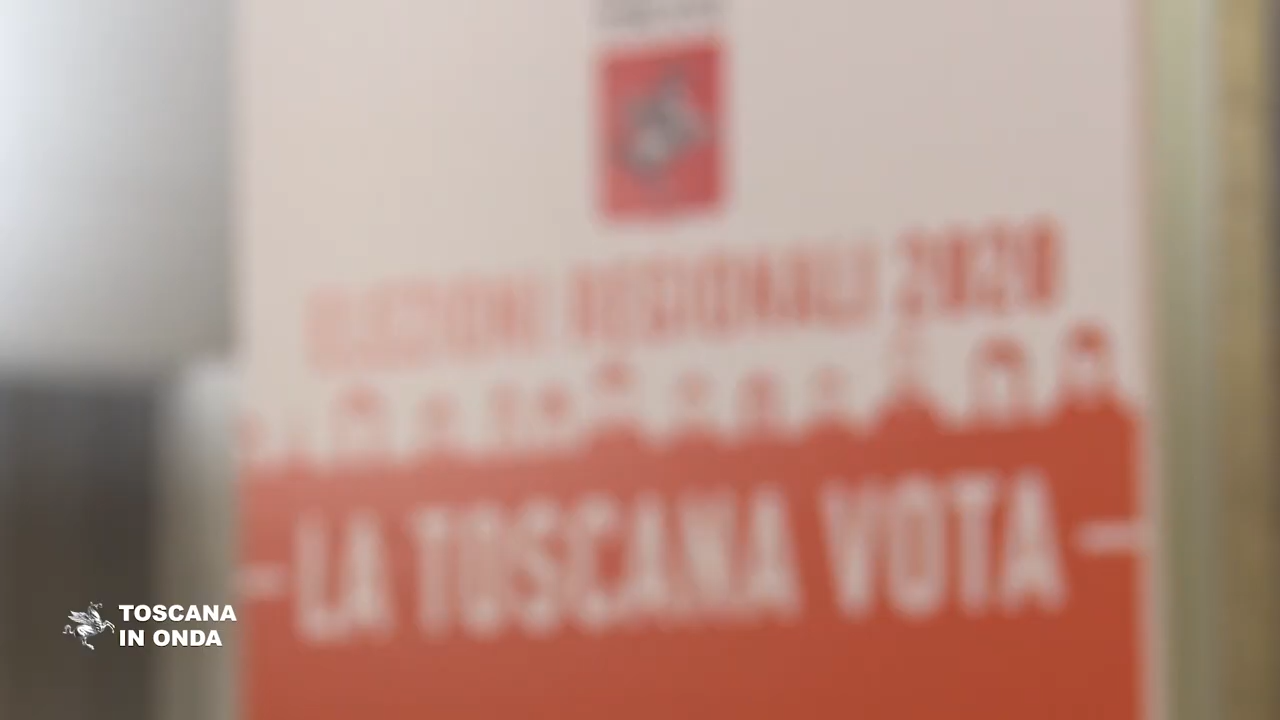 ELEZIONI REGIONALI 2020
LA TOSCANA VOTA
TOSCANA
IN ONDA